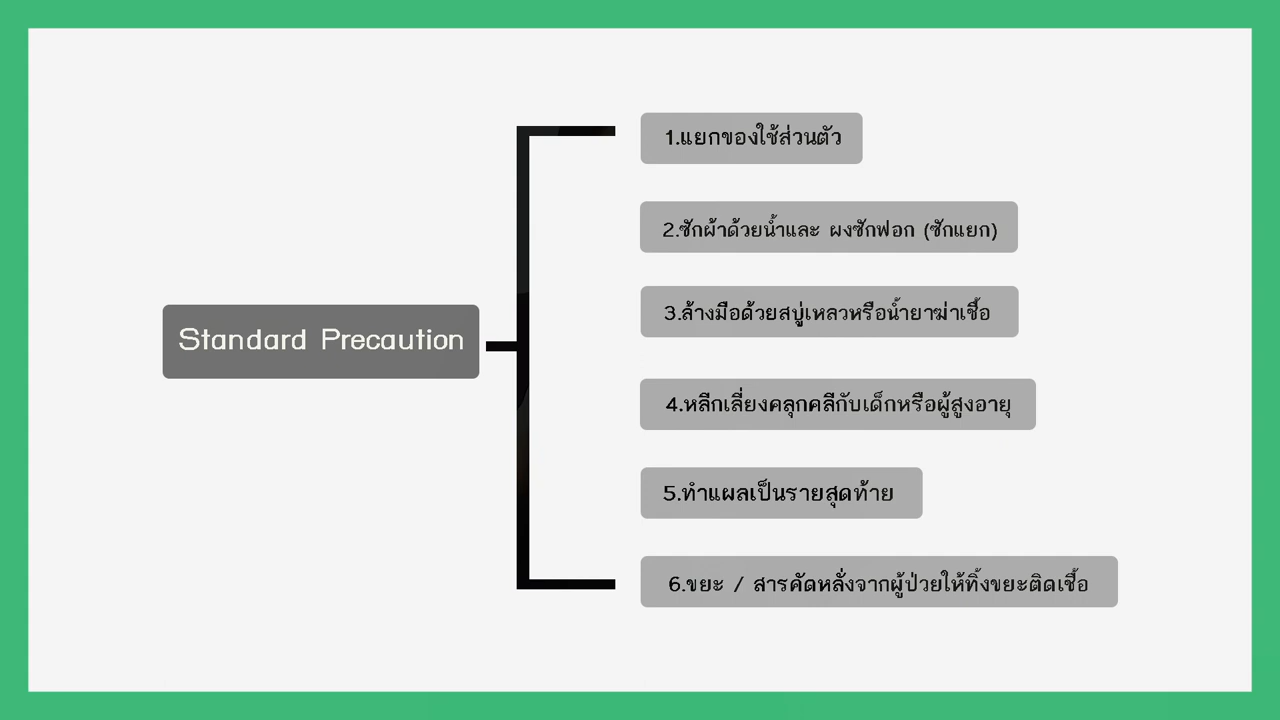 Standard Precaution
1.แยกของใช้ส่วนตัว
2.ซักผ้าด้วยน้ำและ ผงซักฟอก (ซักแยก)
3.ล้างมือด้วยสบู่เหลวหรือน้ำยาฆ่าเชื้อ
4.หลีกเลี่ยงคลุกคลีกับเด็กหรือผู้สูงอายุ
5.ทำแผลเป็นรายสุดท้าย
6.ขยะ / สารคัดหลั่งจากผู้ป่วยให้ทิ้งขยะติดเชื้อ